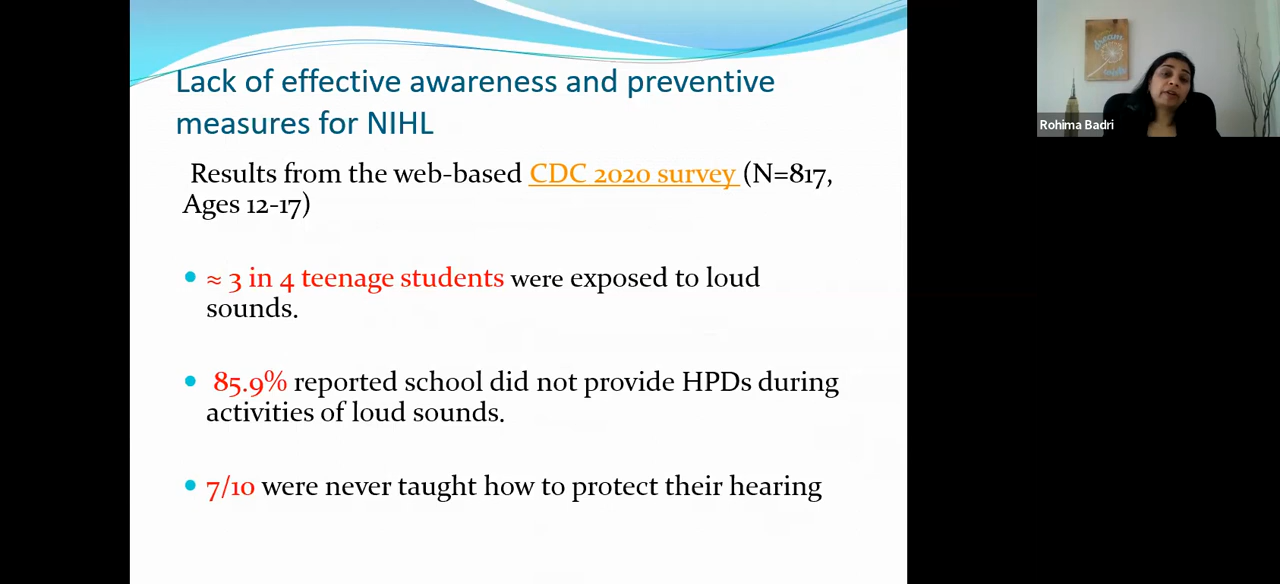 Lack of effective awareness and preventive
measures for NIHL
Results from the web-based CDC 2020 survey (N=817,
Ages 12-17)
• ≈ 3 in 4 teenage students were exposed to loud
sounds.
• 85.9% reported school did not provide HPDs during
activities of loud sounds.
• 7/10 were never taught how to protect their hearing
dream
Rohima Badri